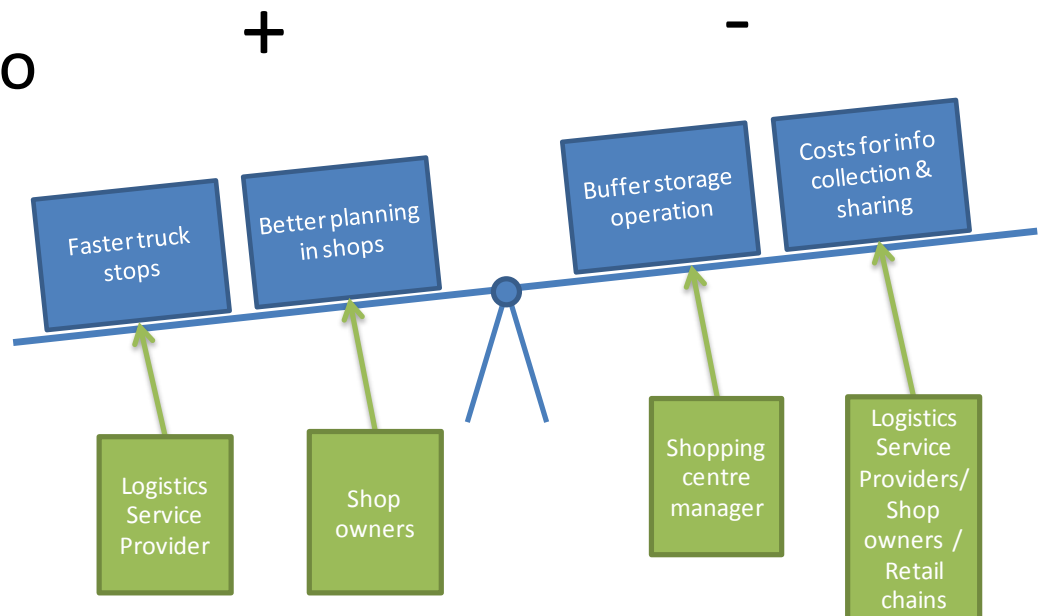 +
-
o
Faster truck
stops
Better planning
in shops
Buffer storage
operation
Costs for info
collection &
sharing
Logistics
Service
Provider
Shop
owners
Shopping
centre
manager
Logistics
Service
Providers/
Shop
owners /
Retail
chains